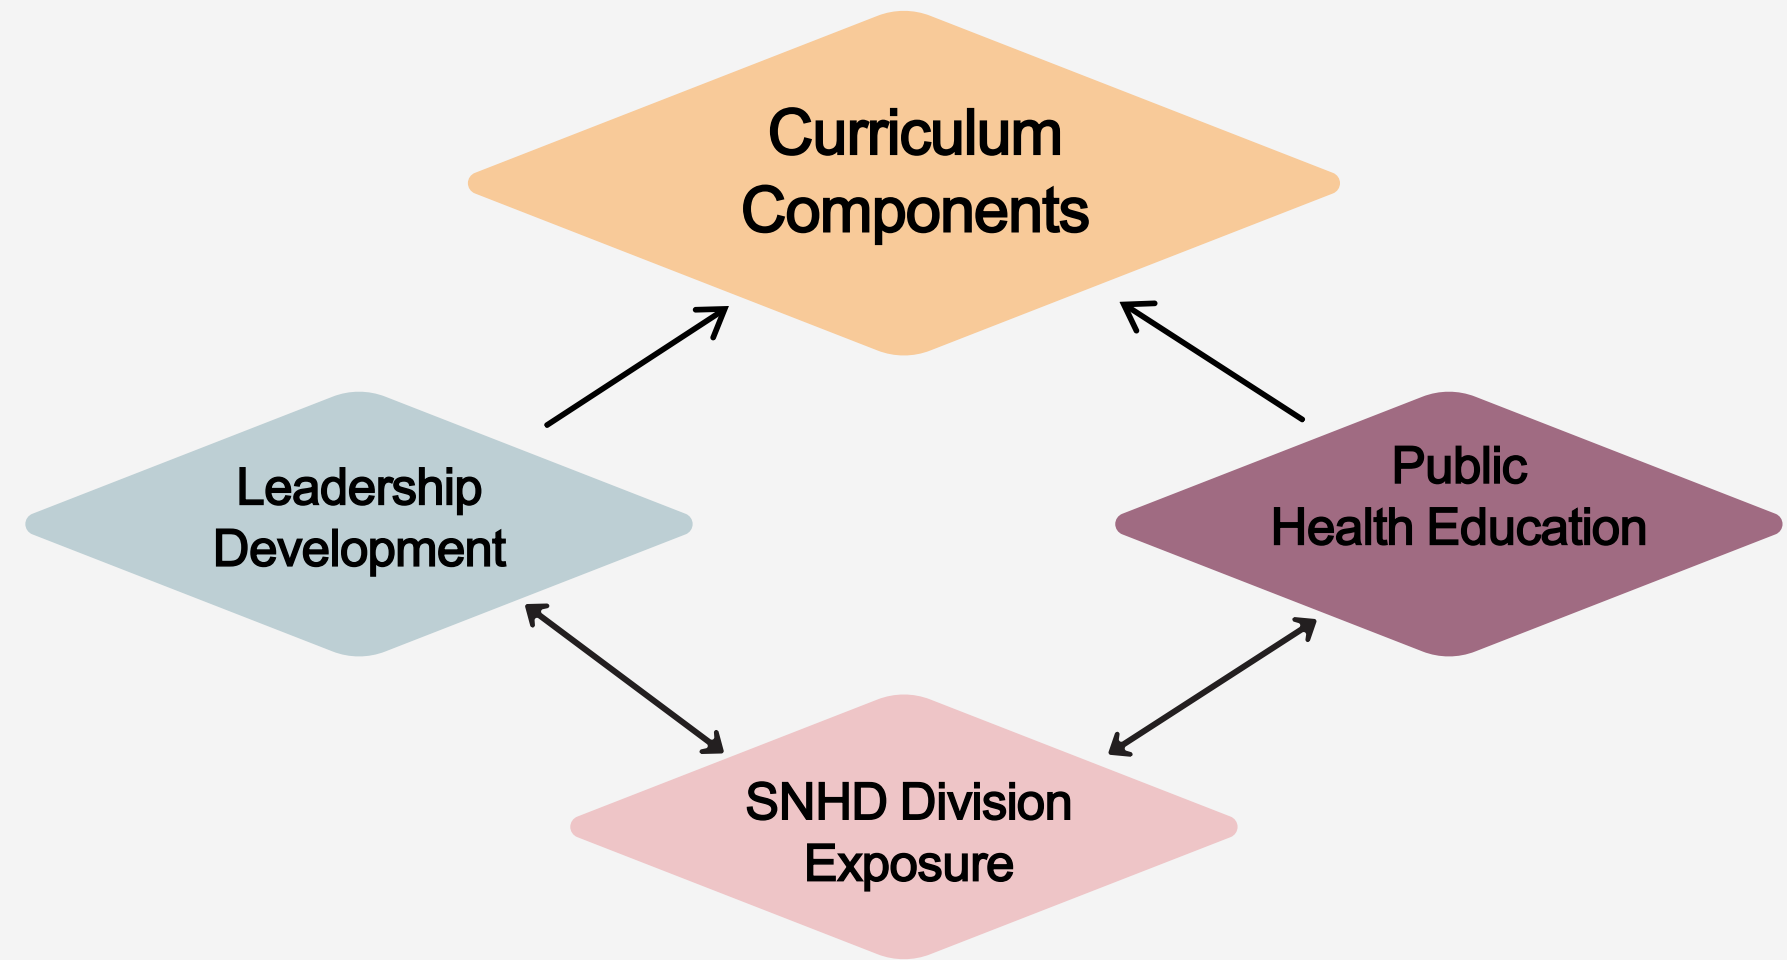 Curriculum
Components
Leadership
Development
Public
Health Education
SNHD Division
Exposure